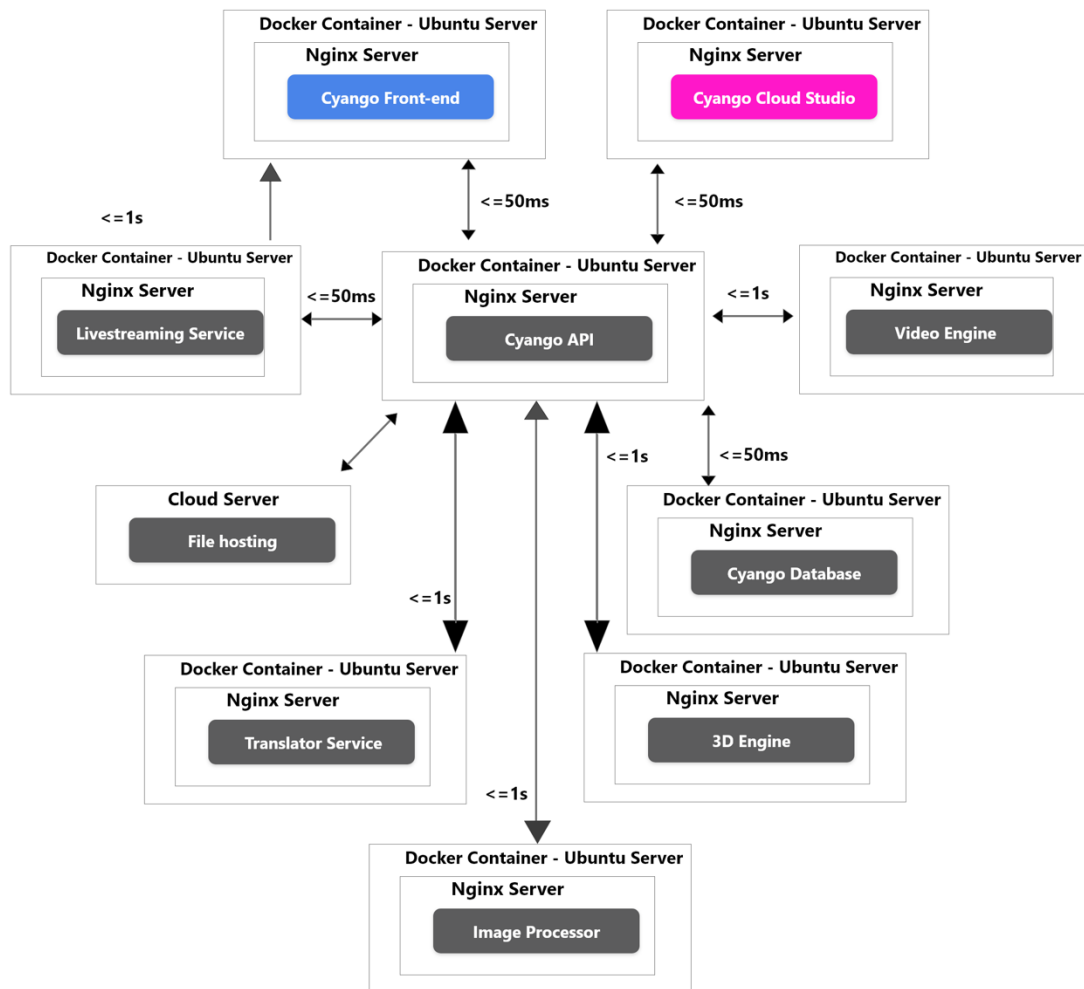 Docker Container - Ubuntu Server
Nginx Server
Cyango Front-end
Docker Container - Ubuntu Server
Nginx Server
Cyango Cloud Studio
<=1s
<=50ms
<=50ms
Docker Container - Ubuntu Server
Nginx Server
Livestreaming Service
<=50ms
Docker Container - Ubuntu Server
Nginx Server
Cyango API
<=1s
Docker Container - Ubuntu Server
Nginx Server
Video Engine
<=1s
<=50ms
Cloud Server
File hosting
Docker Container - Ubuntu Server
Nginx Server
Cyango Database
<=1s
Docker Container - Ubuntu Server
Nginx Server
Translator Service
Docker Container - Ubuntu Server
Nginx Server
3D Engine
<=1s
Docker Container - Ubuntu Server
Nginx Server
Image Processor